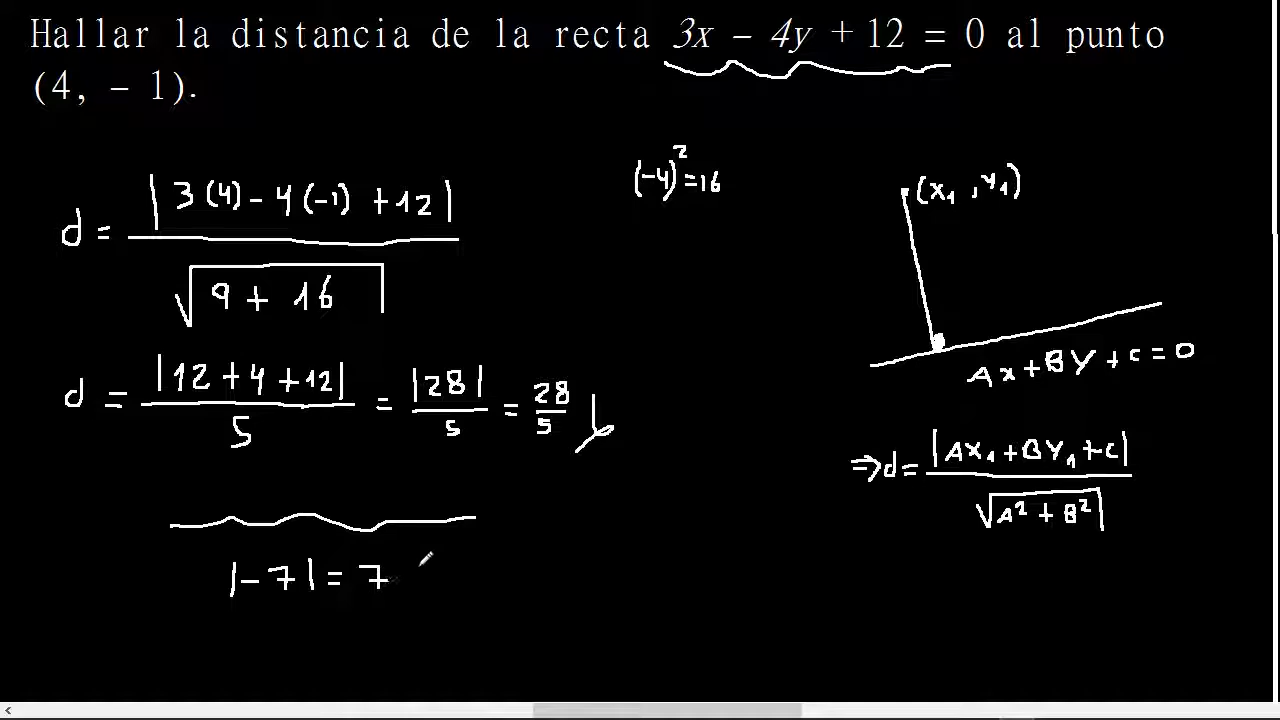 Hallar la distancia de la recta 3x – 4y + 12 = 0 al punto
(4, – 1).
d = |3(4) - 4(-1) + 12| / √(9 + 16)
d = |12 + 4 + 12| / 5 = |28| / 5 = 28/5
|-7| = 7
(-4)² = 16
(x₁, y₁)
Ax + By + C = 0
⇒ d = |Ax₁ + By₁ + C| / √(A² + B²)